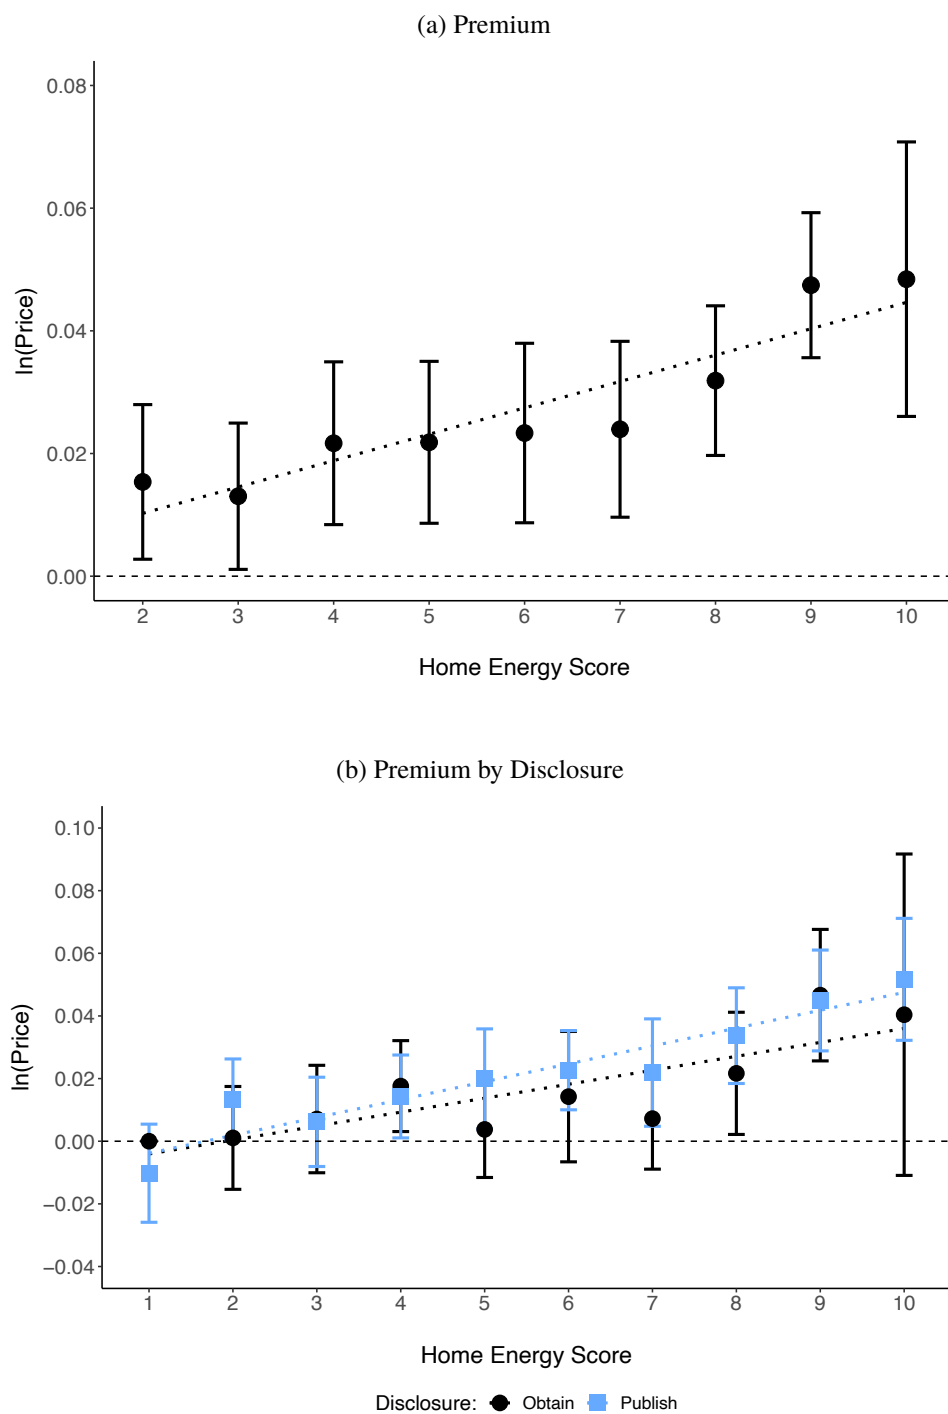 (a) Premium
0.08
0.06
0.04
0.02
0.00
ln(Price)
2 3 4 5 6 7 8 9 10
Home Energy Score
(b) Premium by Disclosure
0.10
0.08
0.06
0.04
0.02
0.00
−0.02
−0.04
ln(Price)
1 2 3 4 5 6 7 8 9 10
Home Energy Score
Disclosure: Obtain Publish